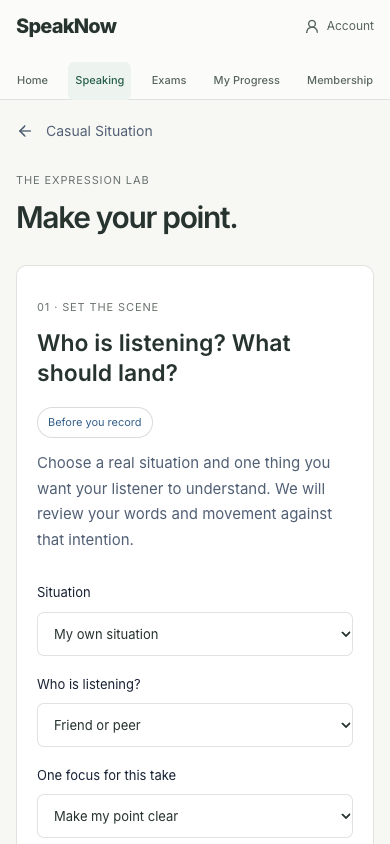 SpeakNow
Account
Home Speaking Exams My Progress Membership
Casual Situation
THE EXPRESSION LAB
Make your point.
01 · SET THE SCENE
Who is listening? What
should land?
Before you record
Choose a real situation and one thing you
want your listener to understand. We will
review your words and movement against
that intention.
Situation
My own situation
Who is listening?
Friend or peer
One focus for this take
Make my point clear